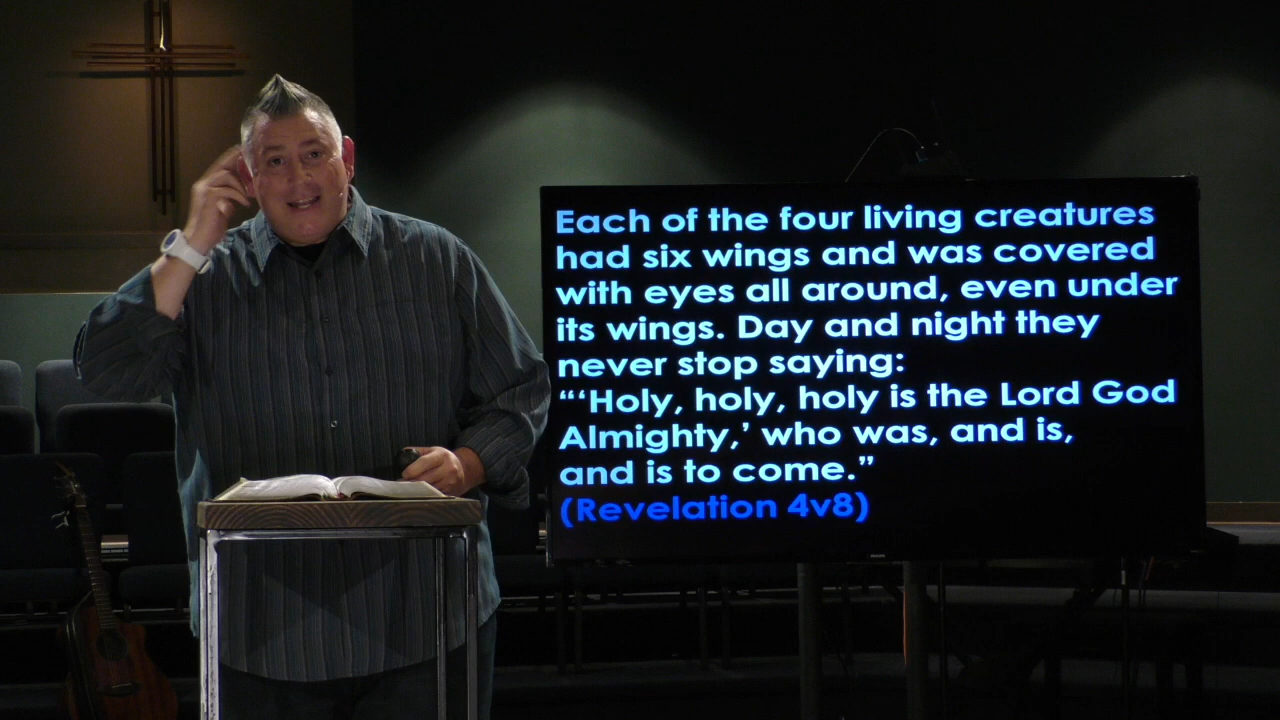 Each of the four living creatures
had six wings and was covered
with eyes all around, even under
its wings. Day and night they
never stop saying:
“‘Holy, holy, holy is the Lord God
Almighty,’ who was, and is,
and is to come.”
(Revelation 4v8)